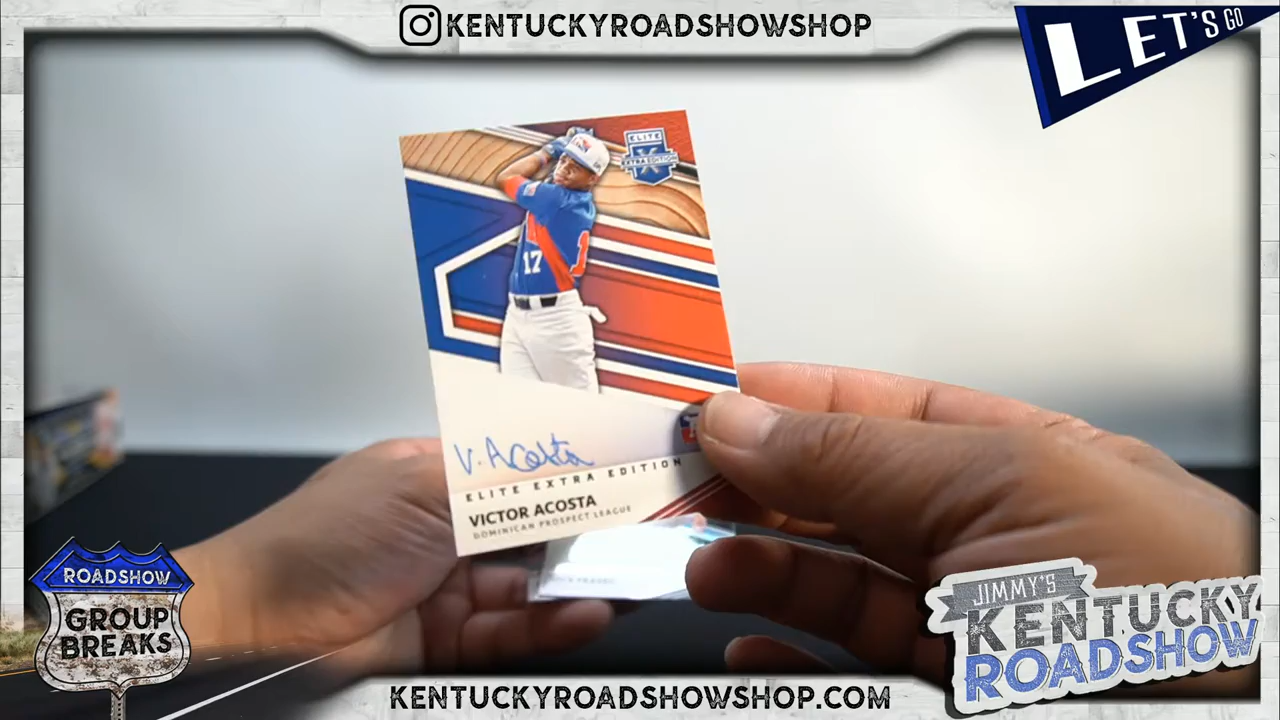 KENTUCKYROADSHOWSHOP
LET'S GO
ELITE
EXTRA EDITION
17
V. Acosta
ELITE EXTRA EDITION
VICTOR ACOSTA
DOMINICAN PROSPECT LEAGUE
ROADSHOW
GROUP
BREAKS
JIMMY'S
KENTUCKY
ROADSHOW
KENTUCKYROADSHOWSHOP.COM